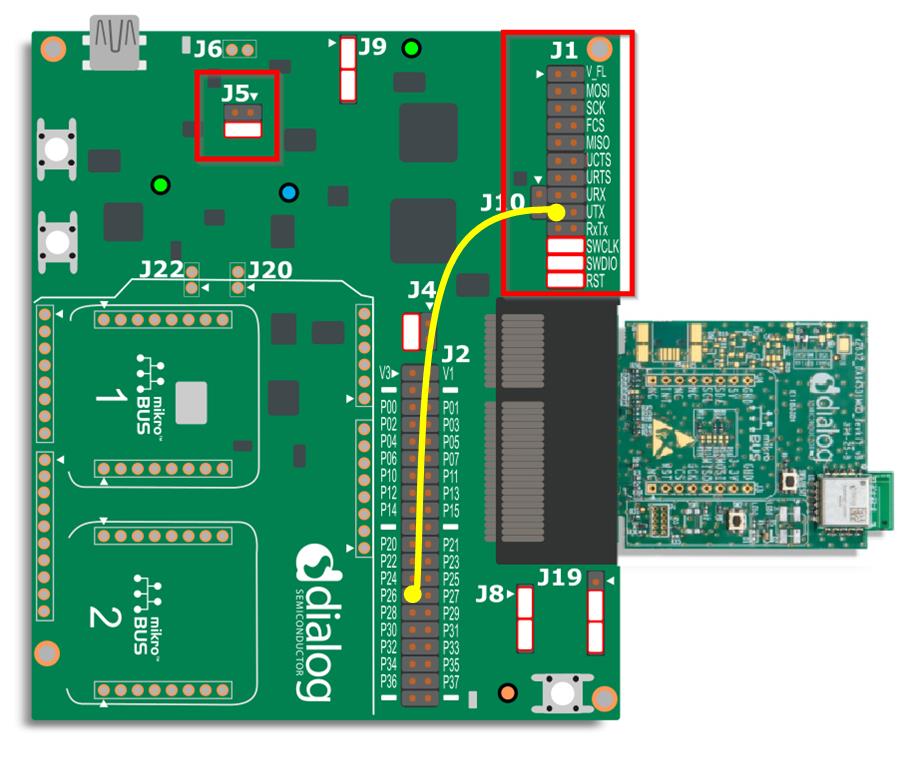 J6
J9
J1
J5
V_FL
MOSI
SCK
FCS
MISO
UCTS
URTS
URX
J10
UTX
RxTx
SWCLK
SWDIO
RST
J22
J20
J4
J2
V3
V1
P00
P01
P02
P03
P04
P05
P06
P07
P10
P11
P12
P13
P14
P15
1
mikro™
BUS
P20
P21
P22
P23
P24
P25
P26
P27
P28
P29
P30
P31
P32
P33
P34
P35
P36
P37
2
mikro™
BUS
dialog
SEMICONDUCTOR
J8
J19
dialog
BUS